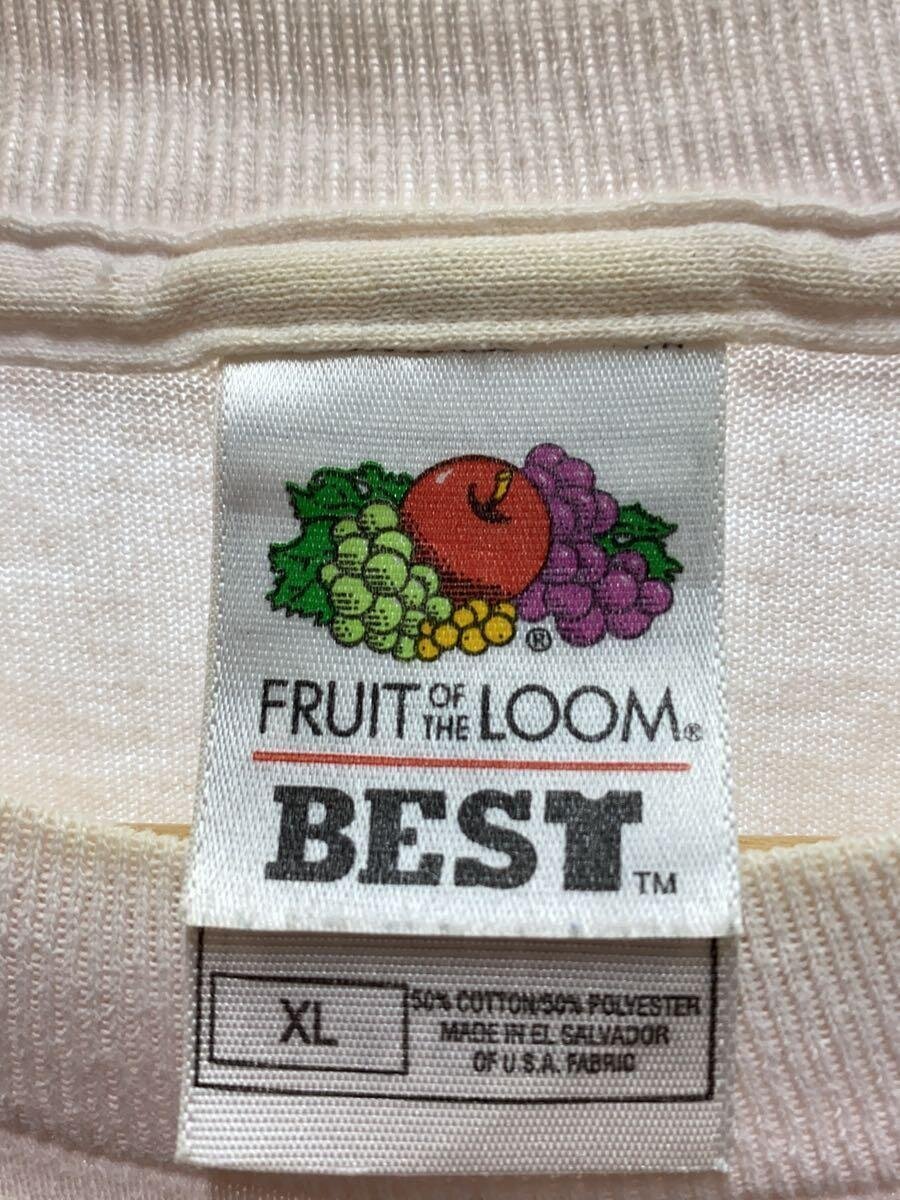 ®
FRUIT OF THE LOOM®
BEST™
XL
50% COTTON/50% POLYESTER
MADE IN EL SALVADOR
OF U.S.A. FABRIC